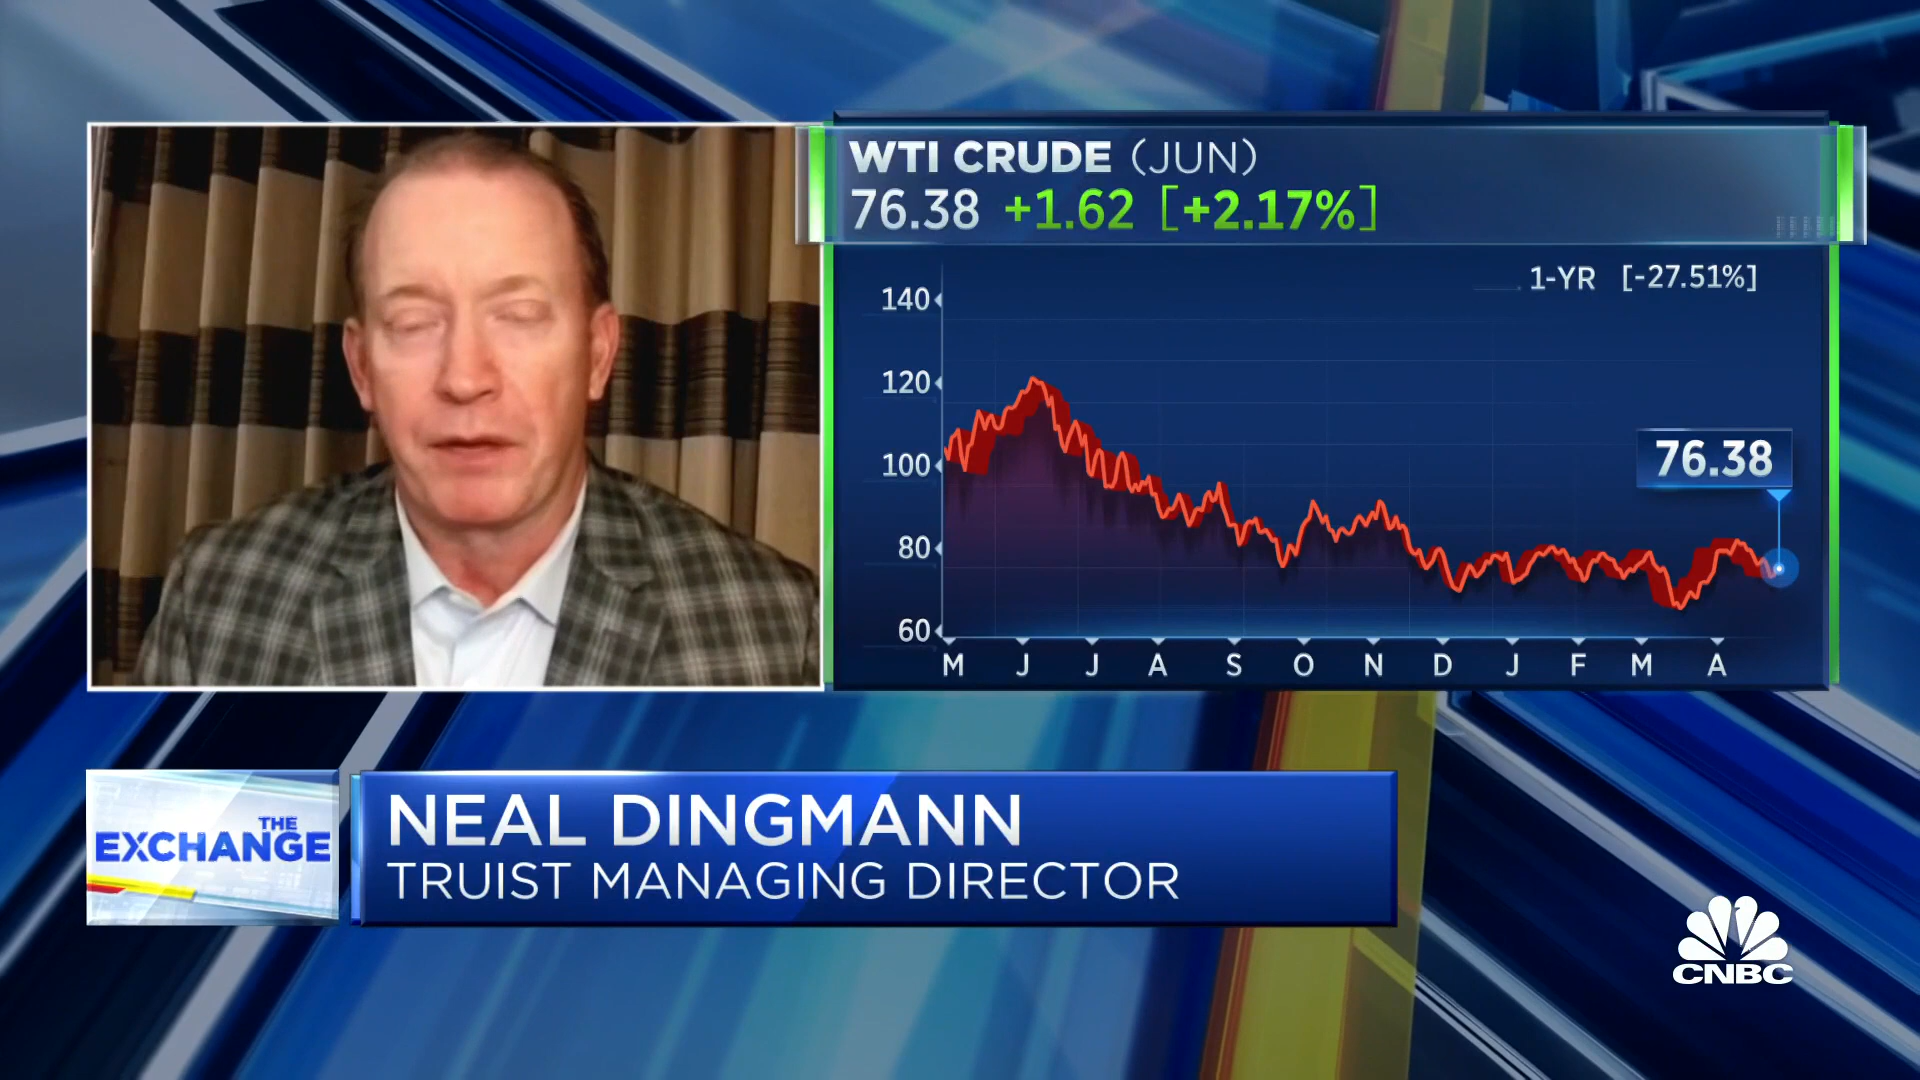 WTI CRUDE (JUN)
76.38 +1.62 [+2.17%]
1-YR [-27.51%]
140
120
100
80
60
76.38
M J J A S O N D J F M A
THE
EXCHANGE
NEAL DINGMANN
TRUIST MANAGING DIRECTOR
CNBC